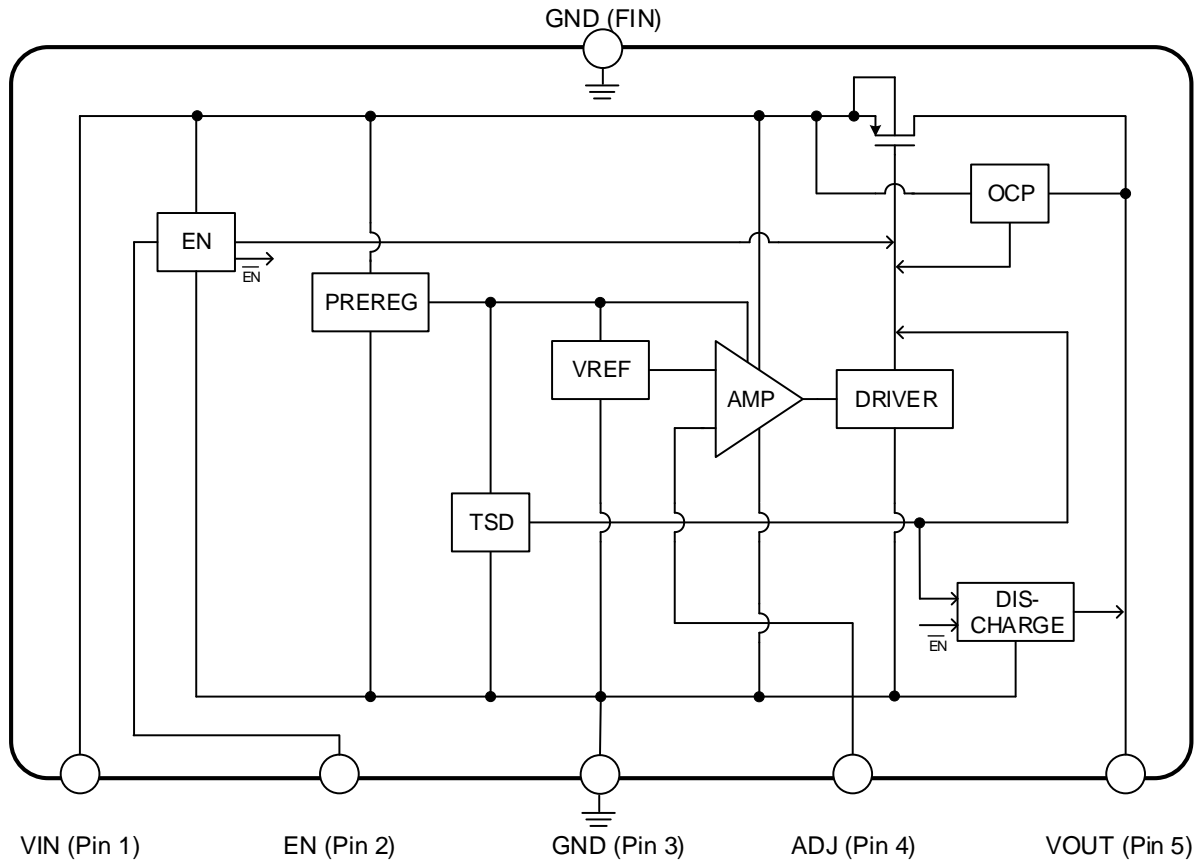 GND (FIN)
OCP
EN
EN
PREREG
VREF
AMP
DRIVER
TSD
DIS-
CHARGE
EN
VIN (Pin 1)
EN (Pin 2)
GND (Pin 3)
ADJ (Pin 4)
VOUT (Pin 5)